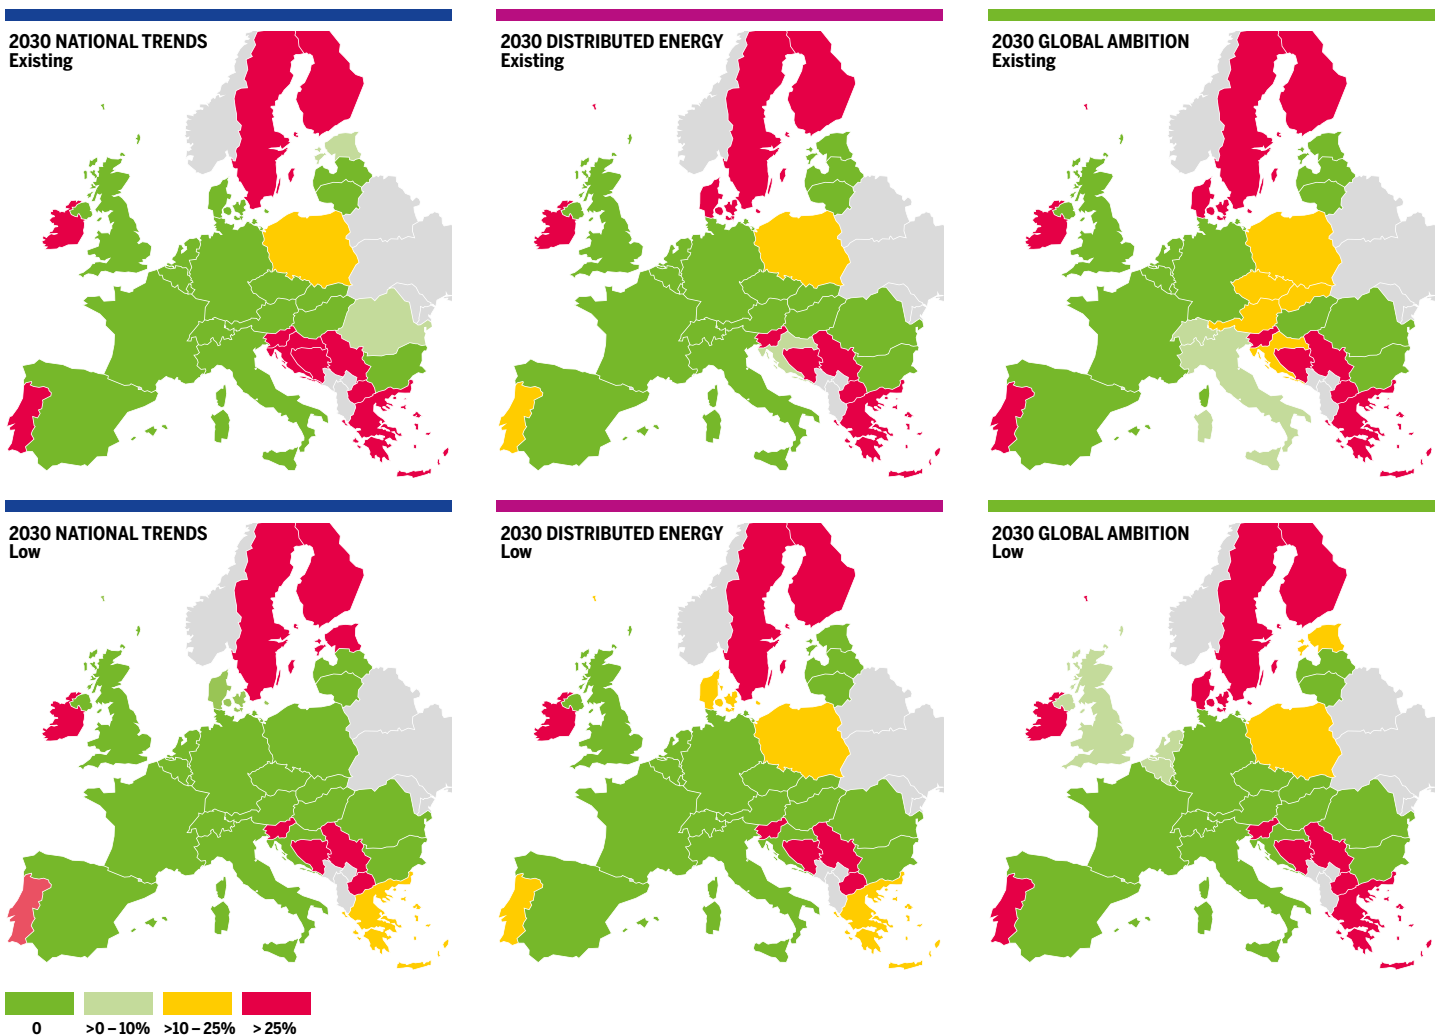 2030 NATIONAL TRENDS
Existing
2030 DISTRIBUTED ENERGY
Existing
2030 GLOBAL AMBITION
Existing
2030 NATIONAL TRENDS
Low
2030 DISTRIBUTED ENERGY
Low
2030 GLOBAL AMBITION
Low
0
>0 – 10%
>10 – 25%
> 25%